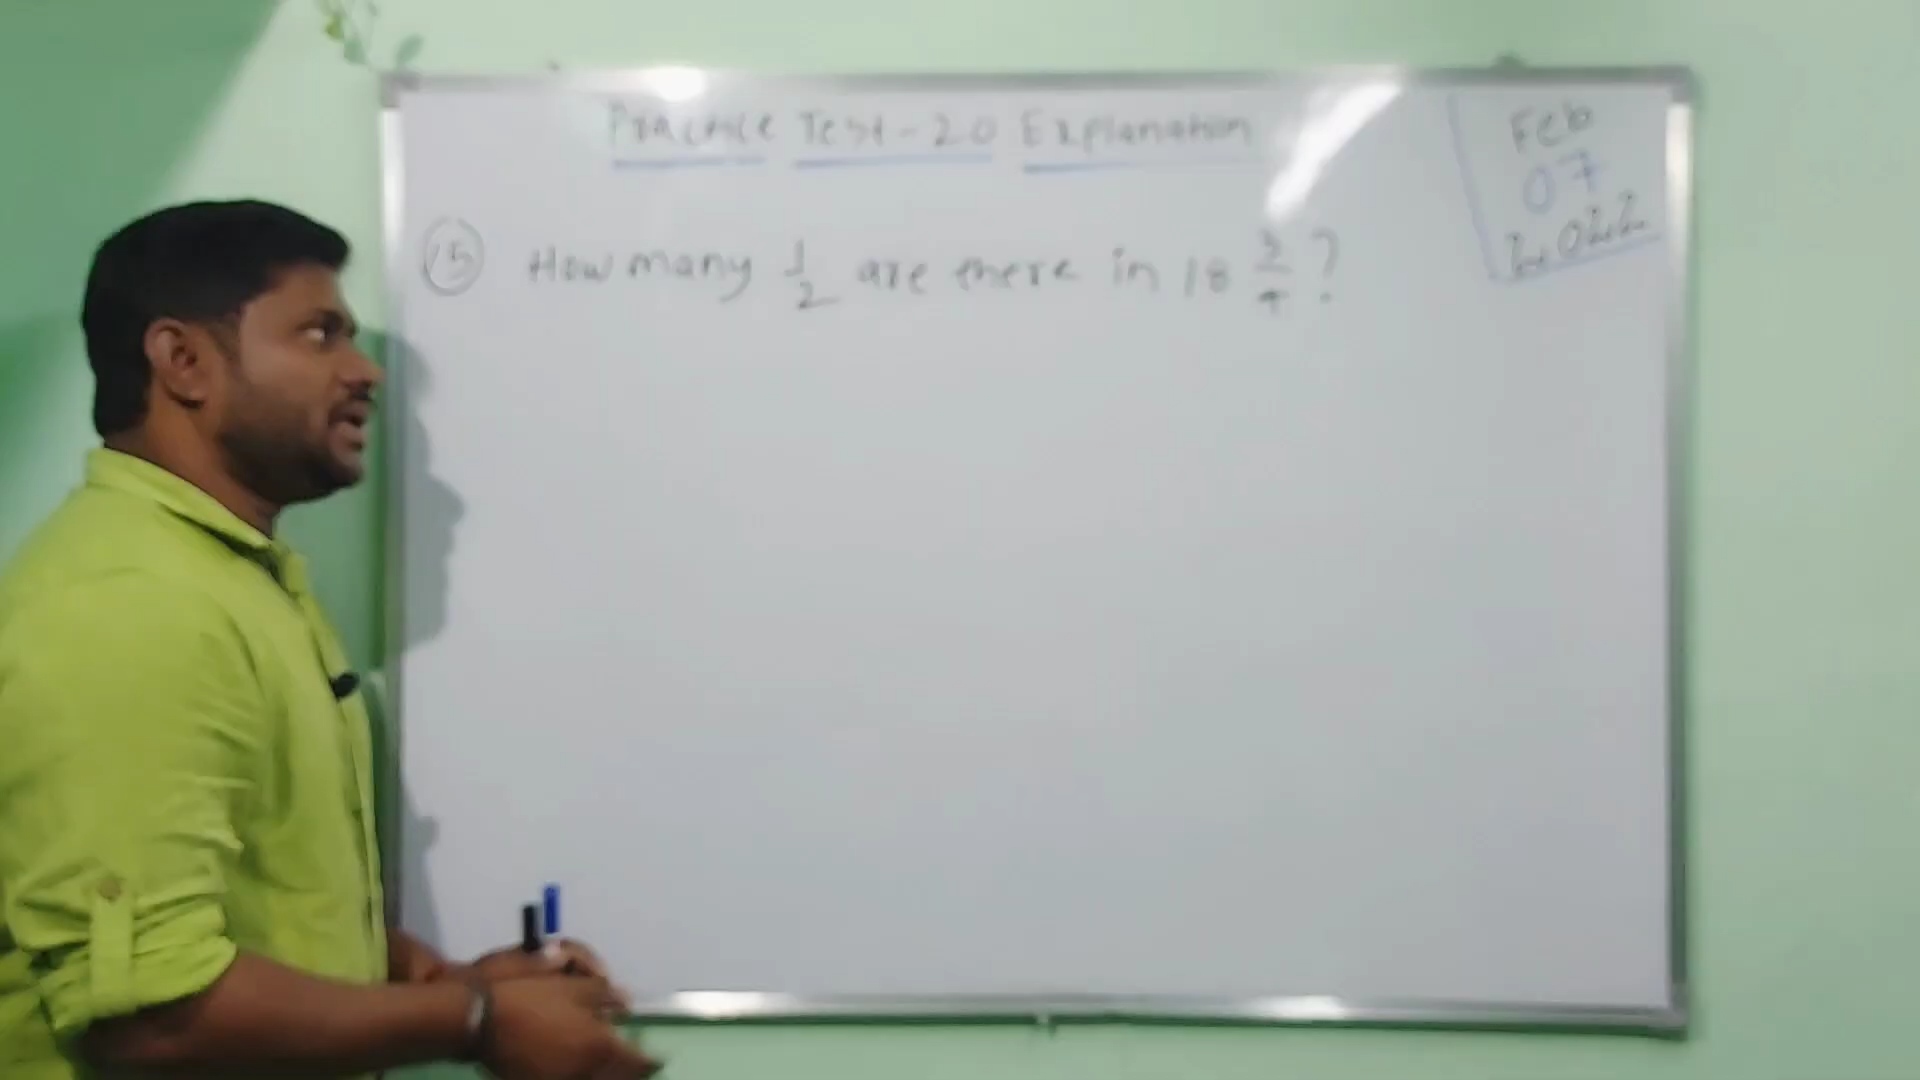 Practice Test-20 Explanation
Feb
07
2022
15 How many 1/2 are there in 18 3/4 ?